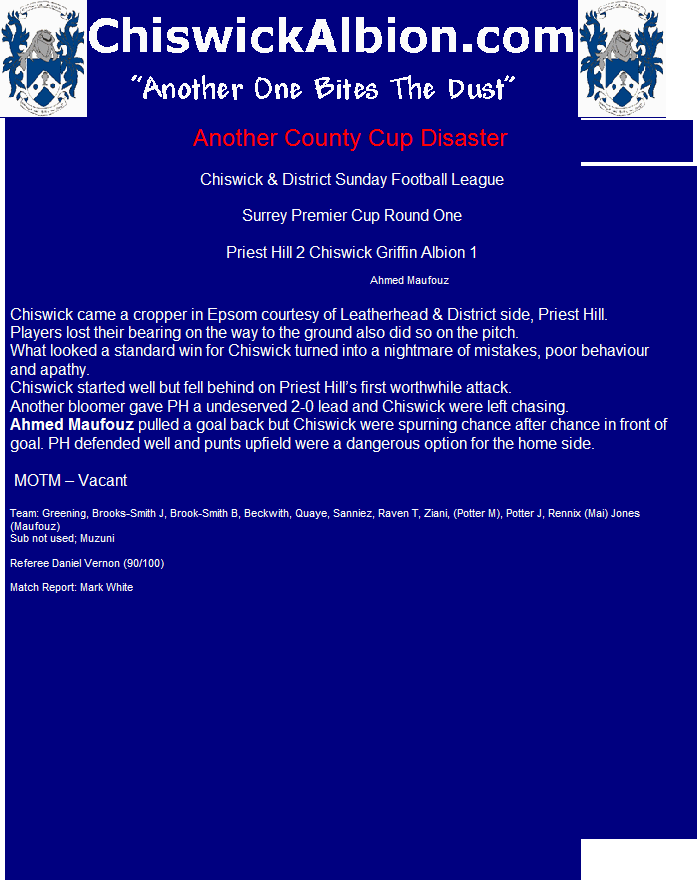 ChiswickAlbion.com
"Another One Bites The Dust"
Another County Cup Disaster
Chiswick & District Sunday Football League
Surrey Premier Cup Round One
Priest Hill 2 Chiswick Griffin Albion 1
Ahmed Maufouz
Chiswick came a cropper in Epsom courtesy of Leatherhead & District side, Priest Hill.
Players lost their bearing on the way to the ground also did so on the pitch.
What looked a standard win for Chiswick turned into a nightmare of mistakes, poor behaviour
and apathy.
Chiswick started well but fell behind on Priest Hill's first worthwhile attack.
Another bloomer gave PH a undeserved 2-0 lead and Chiswick were left chasing.
Ahmed Maufouz pulled a goal back but Chiswick were spurning chance after chance in front of
goal. PH defended well and punts upfield were a dangerous option for the home side.
MOTM – Vacant
Team: Greening, Brooks-Smith J, Brook-Smith B, Beckwith, Quaye, Sanniez, Raven T, Ziani, (Potter M), Potter J, Rennix (Mai) Jones
(Maufouz)
Sub not used; Muzuni
Referee Daniel Vernon (90/100)
Match Report: Mark White